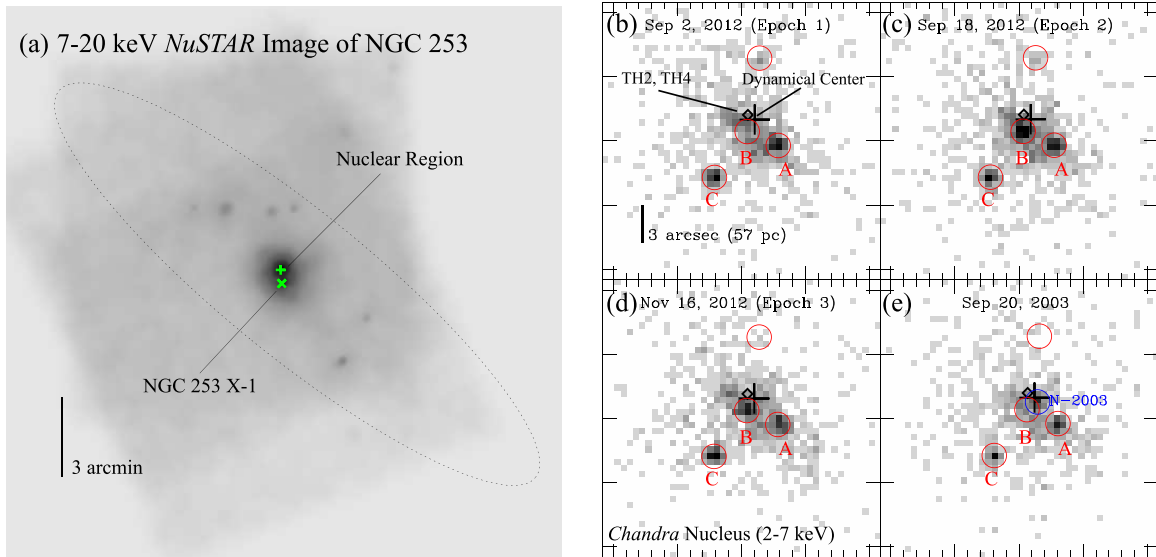 (a) 7-20 keV NuSTAR Image of NGC 253
Nuclear Region
NGC 253 X-1
3 arcmin
(b) Sep 2, 2012 (Epoch 1)
TH2, TH4
Dynamical Center
B
A
C
3 arcsec (57 pc)
(c) Sep 18, 2012 (Epoch 2)
B
A
C
(d) Nov 16, 2012 (Epoch 3)
B
A
C
Chandra Nucleus (2-7 keV)
(e) Sep 20, 2003
N-2003
B
A
C